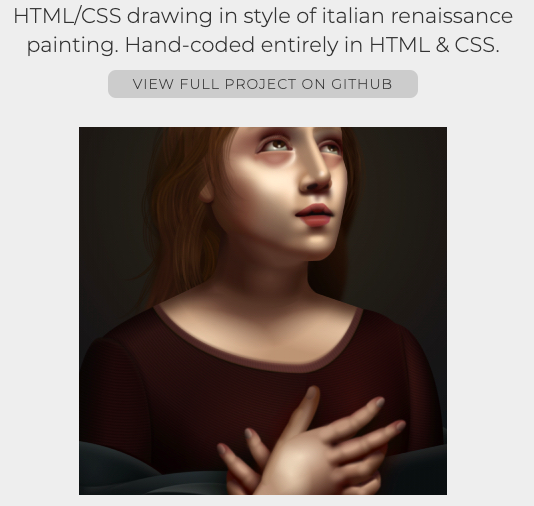 HTML/CSS drawing in style of italian renaissance
painting. Hand-coded entirely in HTML & CSS.
VIEW FULL PROJECT ON GITHUB